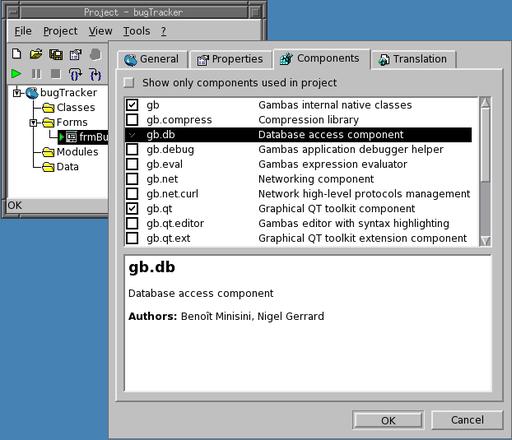 Project - bugTracker
File Project View Tools ?
bugTracker
Classes
Forms
Modules
Data
OK
General Properties Components Translation
Show only components used in project
gb Gambas internal native classes
gb.compress Compression library
gb.db Database access component
gb.debug Gambas application debugger helper
gb.eval Gambas expression evaluator
gb.net Networking component
gb.net.curl Network high-level protocols management
gb.qt Graphical QT toolkit component
gb.qt.editor Gambas editor with syntax highlighting
gb.qt.ext Graphical QT toolkit extension component
gb.db
Database access component
Authors: Benoît Minisini, Nigel Gerrard
OK Cancel